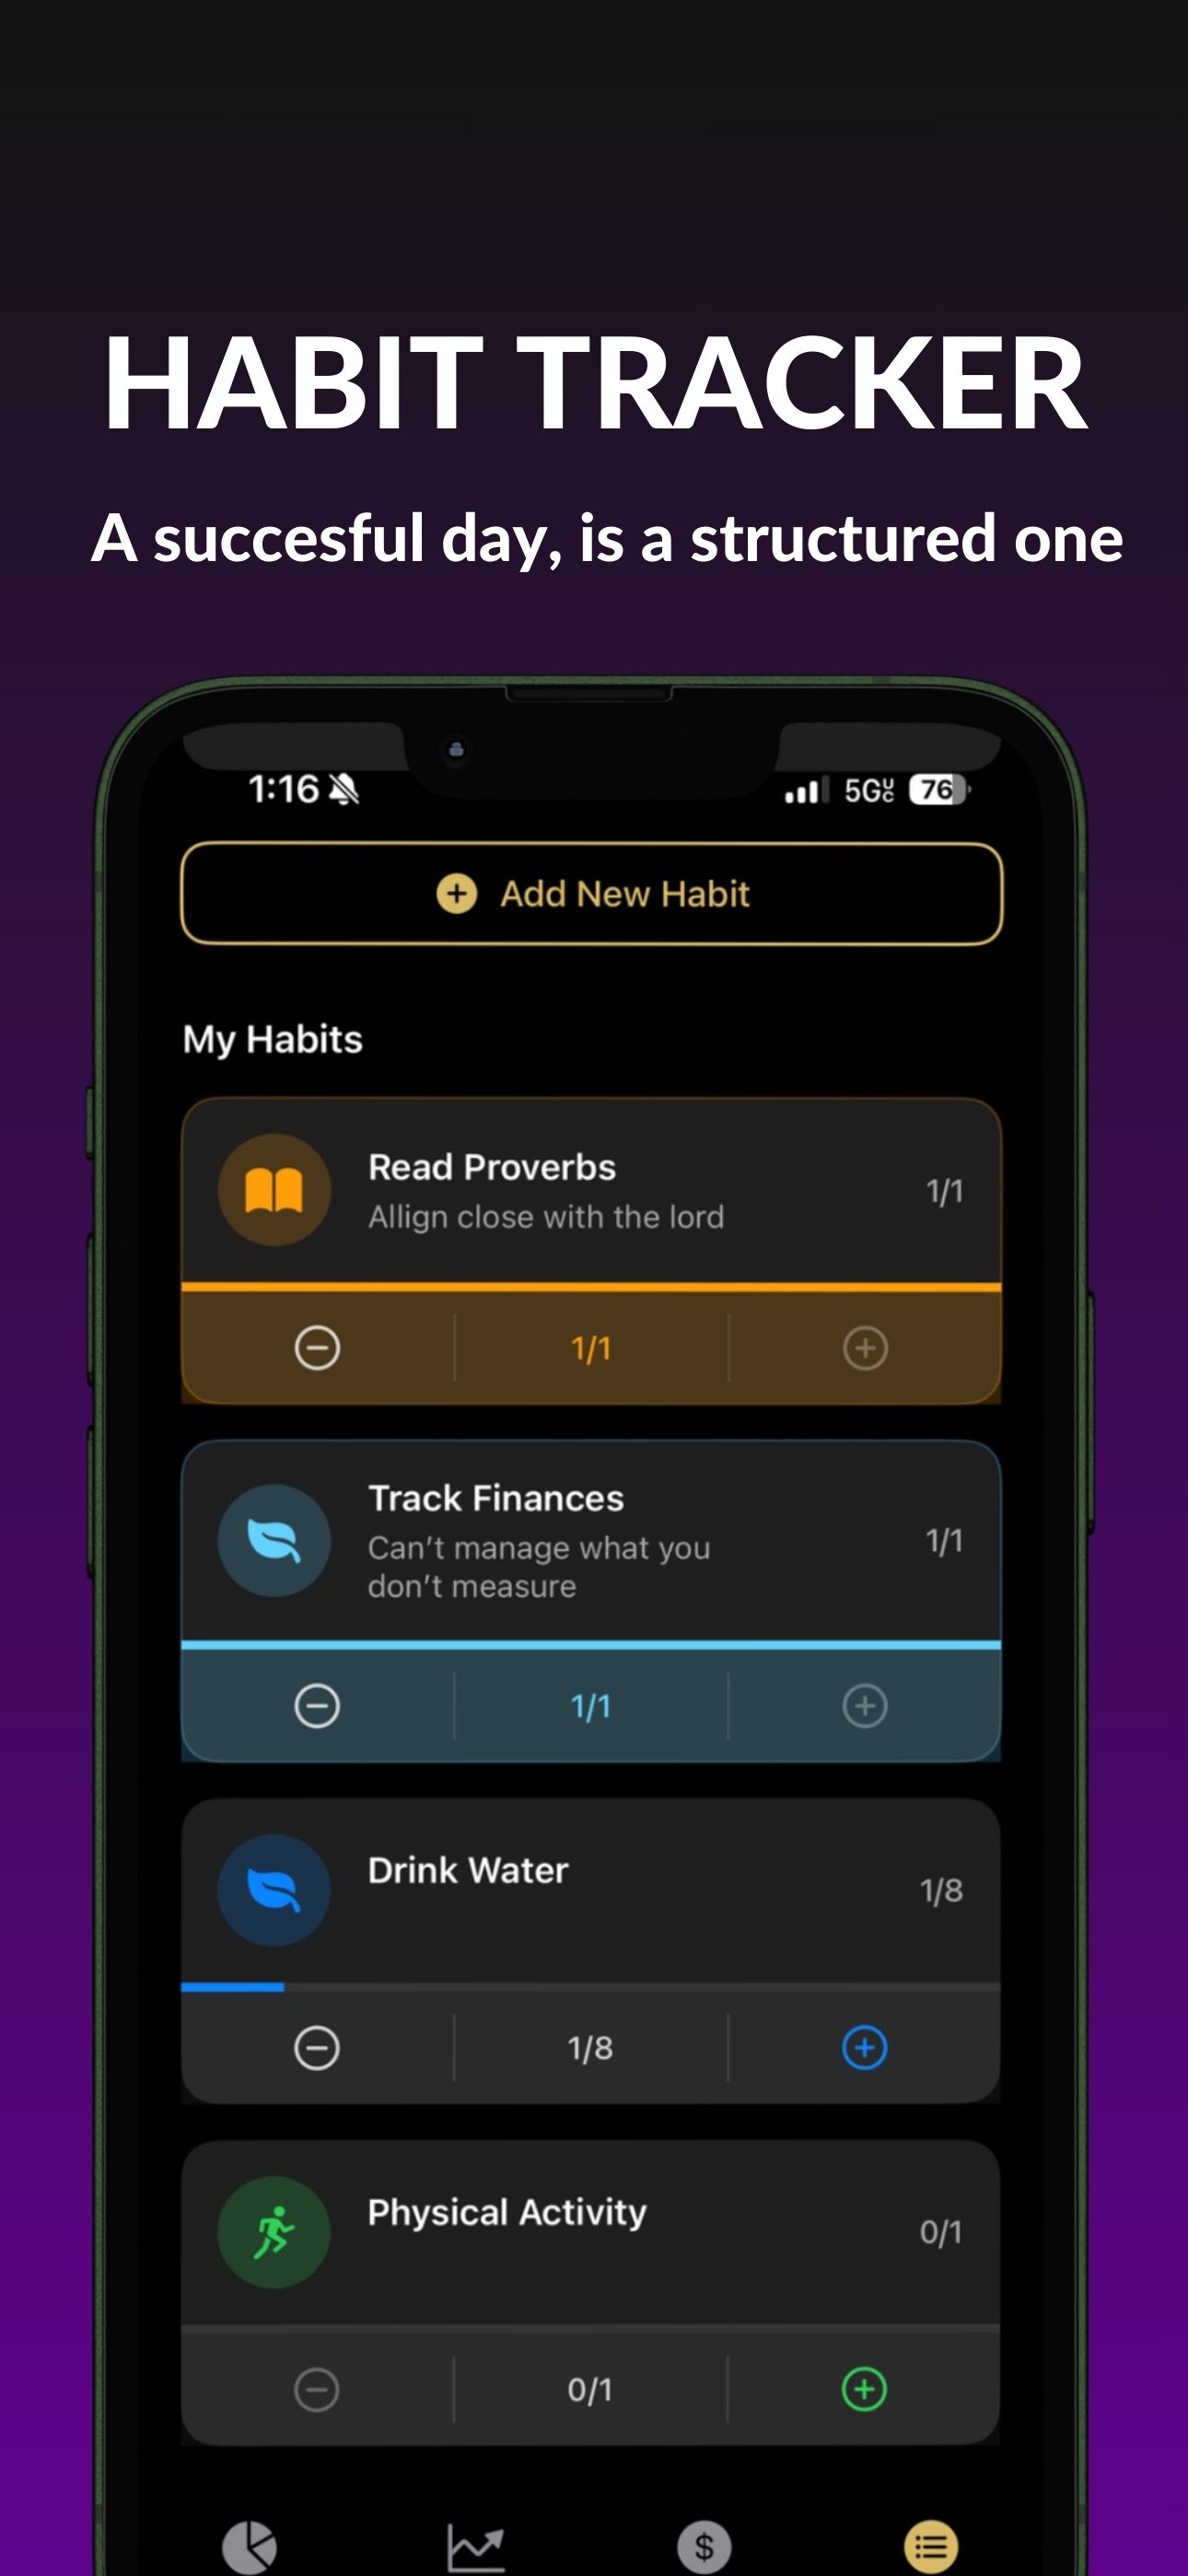 HABIT TRACKER
A succesful day, is a structured one
1:16
5GUC 76
Add New Habit
My Habits
Read Proverbs
Allign close with the lord
1/1
1/1
Track Finances
Can't manage what you
don't measure
1/1
1/1
Drink Water
1/8
1/8
Physical Activity
0/1
0/1
$